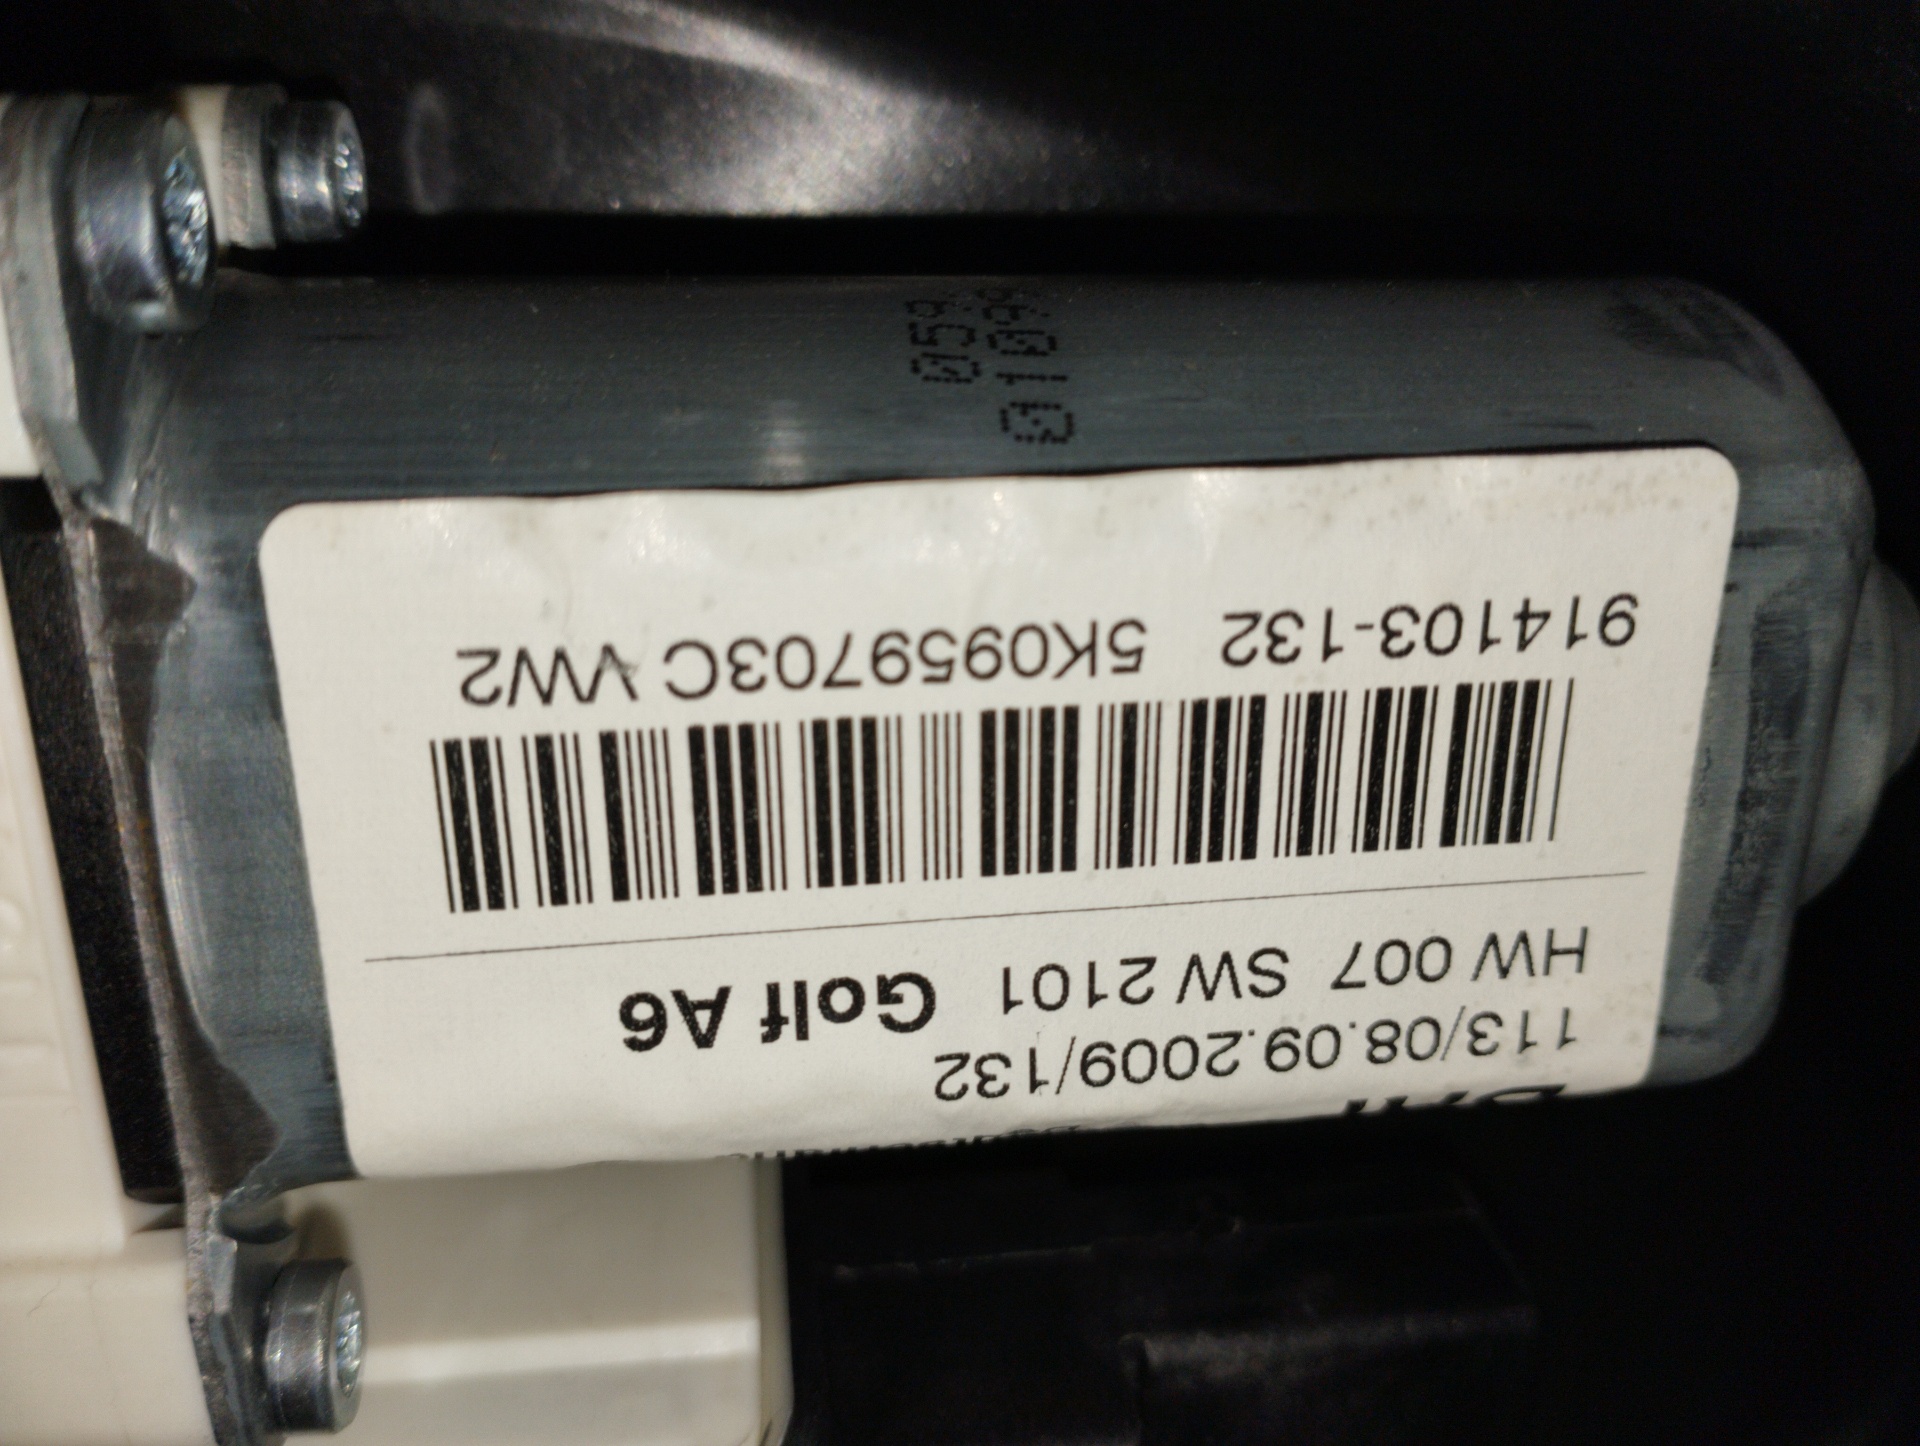 113/08.09.2009/132
HW 007 SW 2101 Golf A6
914103-132 5K0959703C VW2